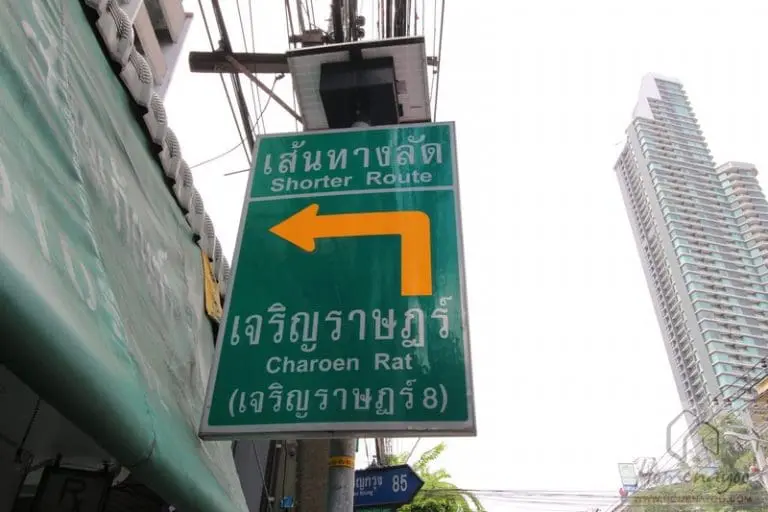 เส้นทางลัด
Shorter Route
เจริญราษฎร์
Charoen Rat
(เจริญราษฎร์ 8)
85